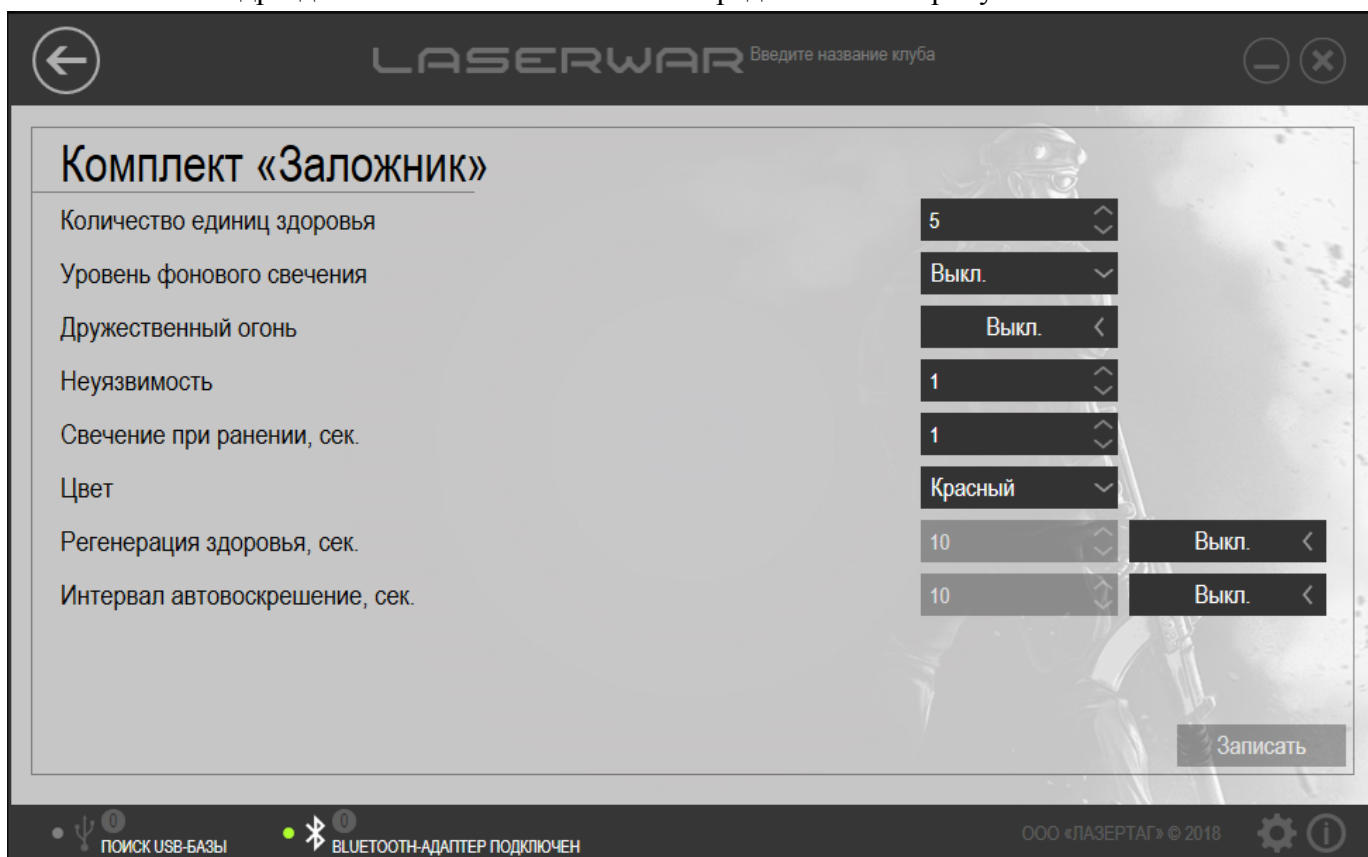 LASERWAR Введите название клуба
Комплект «Заложник»
Количество единиц здоровья 5
Уровень фонового свечения Выкл.
Дружественный огонь Выкл.
Неуязвимость 1
Свечение при ранении, сек. 1
Цвет Красный
Регенерация здоровья, сек. 10 Выкл.
Интервал автовоскрешение, сек. 10 Выкл.
Записать
0 ПОИСК USB-БАЗЫ 0 BLUETOOTH-АДАПТЕР ПОДКЛЮЧЕН ООО «ЛАЗЕРТАГ» © 2018